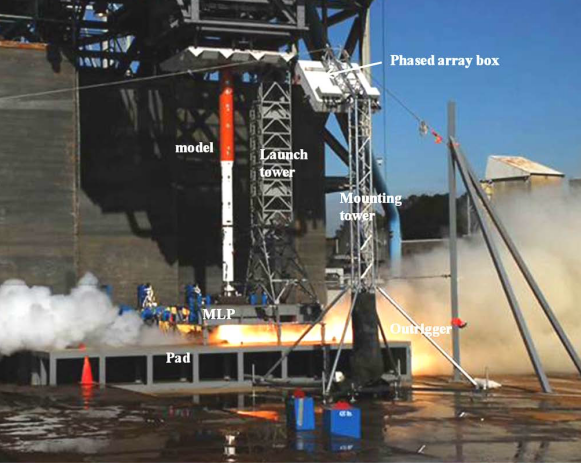 Phased array box
model
Launch
tower
Mounting
tower
MLP
Outrigger
Pad